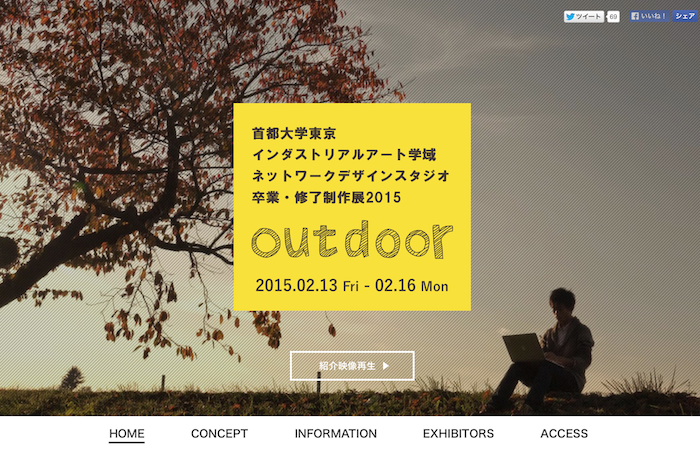 ツイート 69 いいね! シェア
首都大学東京
インダストリアルアート学域
ネットワークデザインスタジオ
卒業・修了制作展2015
outdoor
2015.02.13 Fri - 02.16 Mon
紹介映像再生 ▶
HOME CONCEPT INFORMATION EXHIBITORS ACCESS